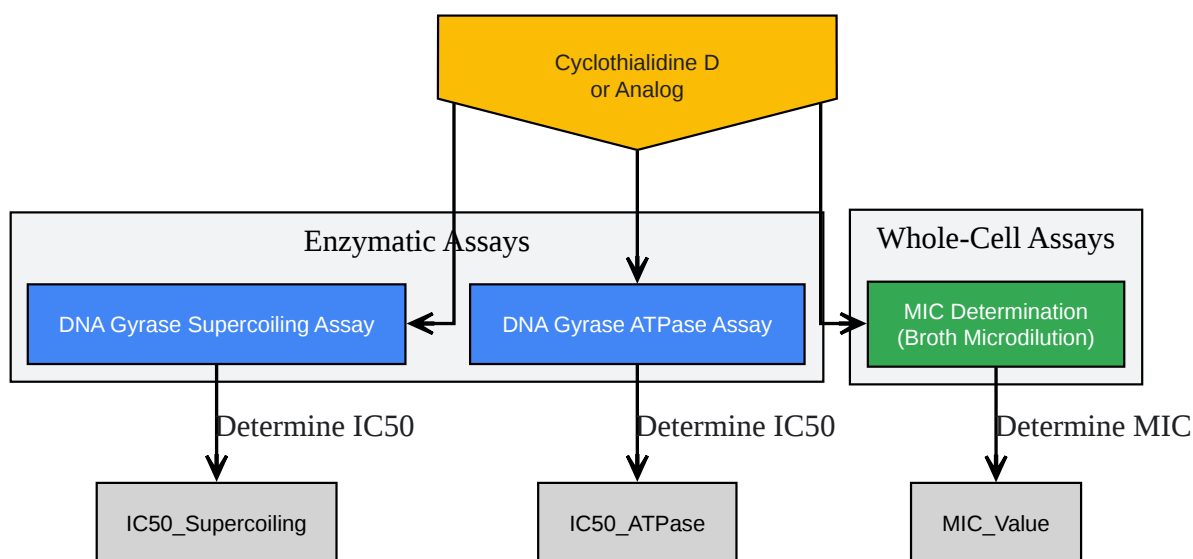 Cyclothialidine D
or Analog
Enzymatic Assays
Whole-Cell Assays
DNA Gyrase Supercoiling Assay
DNA Gyrase ATPase Assay
MIC Determination
(Broth Microdilution)
Determine IC50
Determine IC50
Determine MIC
IC50_Supercoiling
IC50_ATPase
MIC_Value